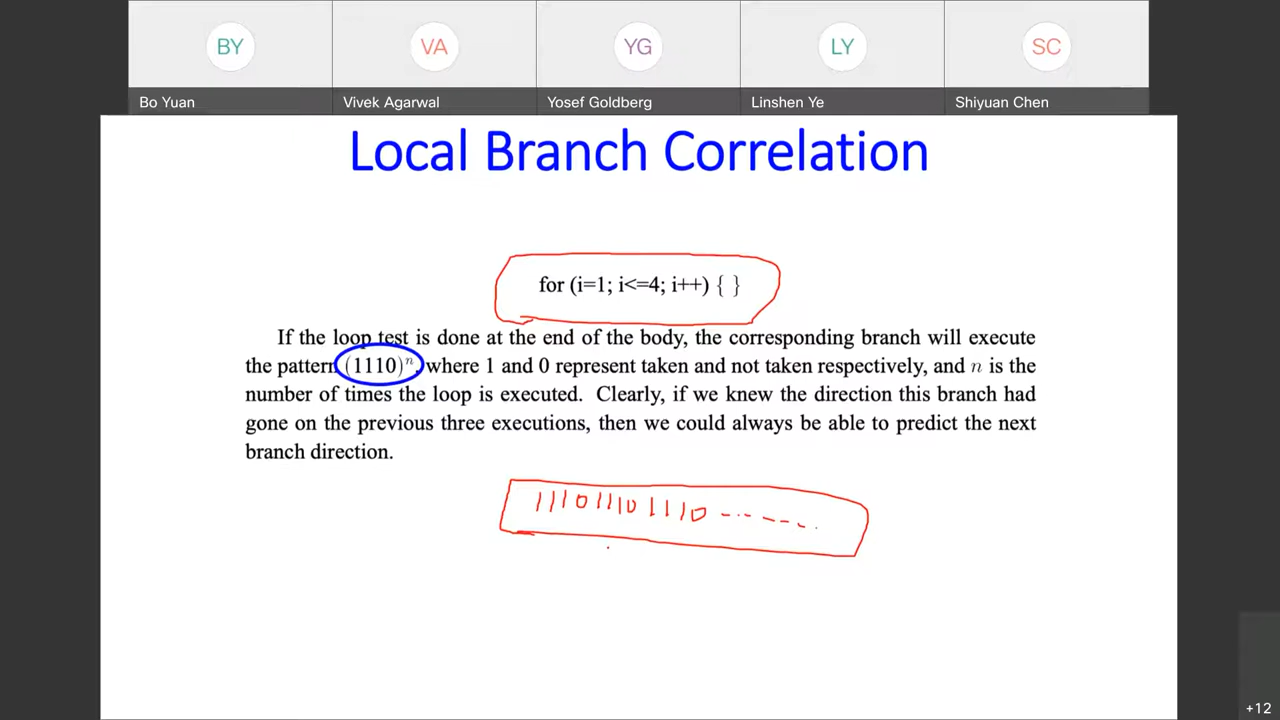 BY VA YG LY SC
Bo Yuan Vivek Agarwal Yosef Goldberg Linshen Ye Shiyuan Chen
Local Branch Correlation
for (i=1; i<=4; i++) { }
If the loop test is done at the end of the body, the corresponding branch will execute
the pattern (1110)ⁿ, where 1 and 0 represent taken and not taken respectively, and n is the
number of times the loop is executed. Clearly, if we knew the direction this branch had
gone on the previous three executions, then we could always be able to predict the next
branch direction.
111011101110 ---------
+12